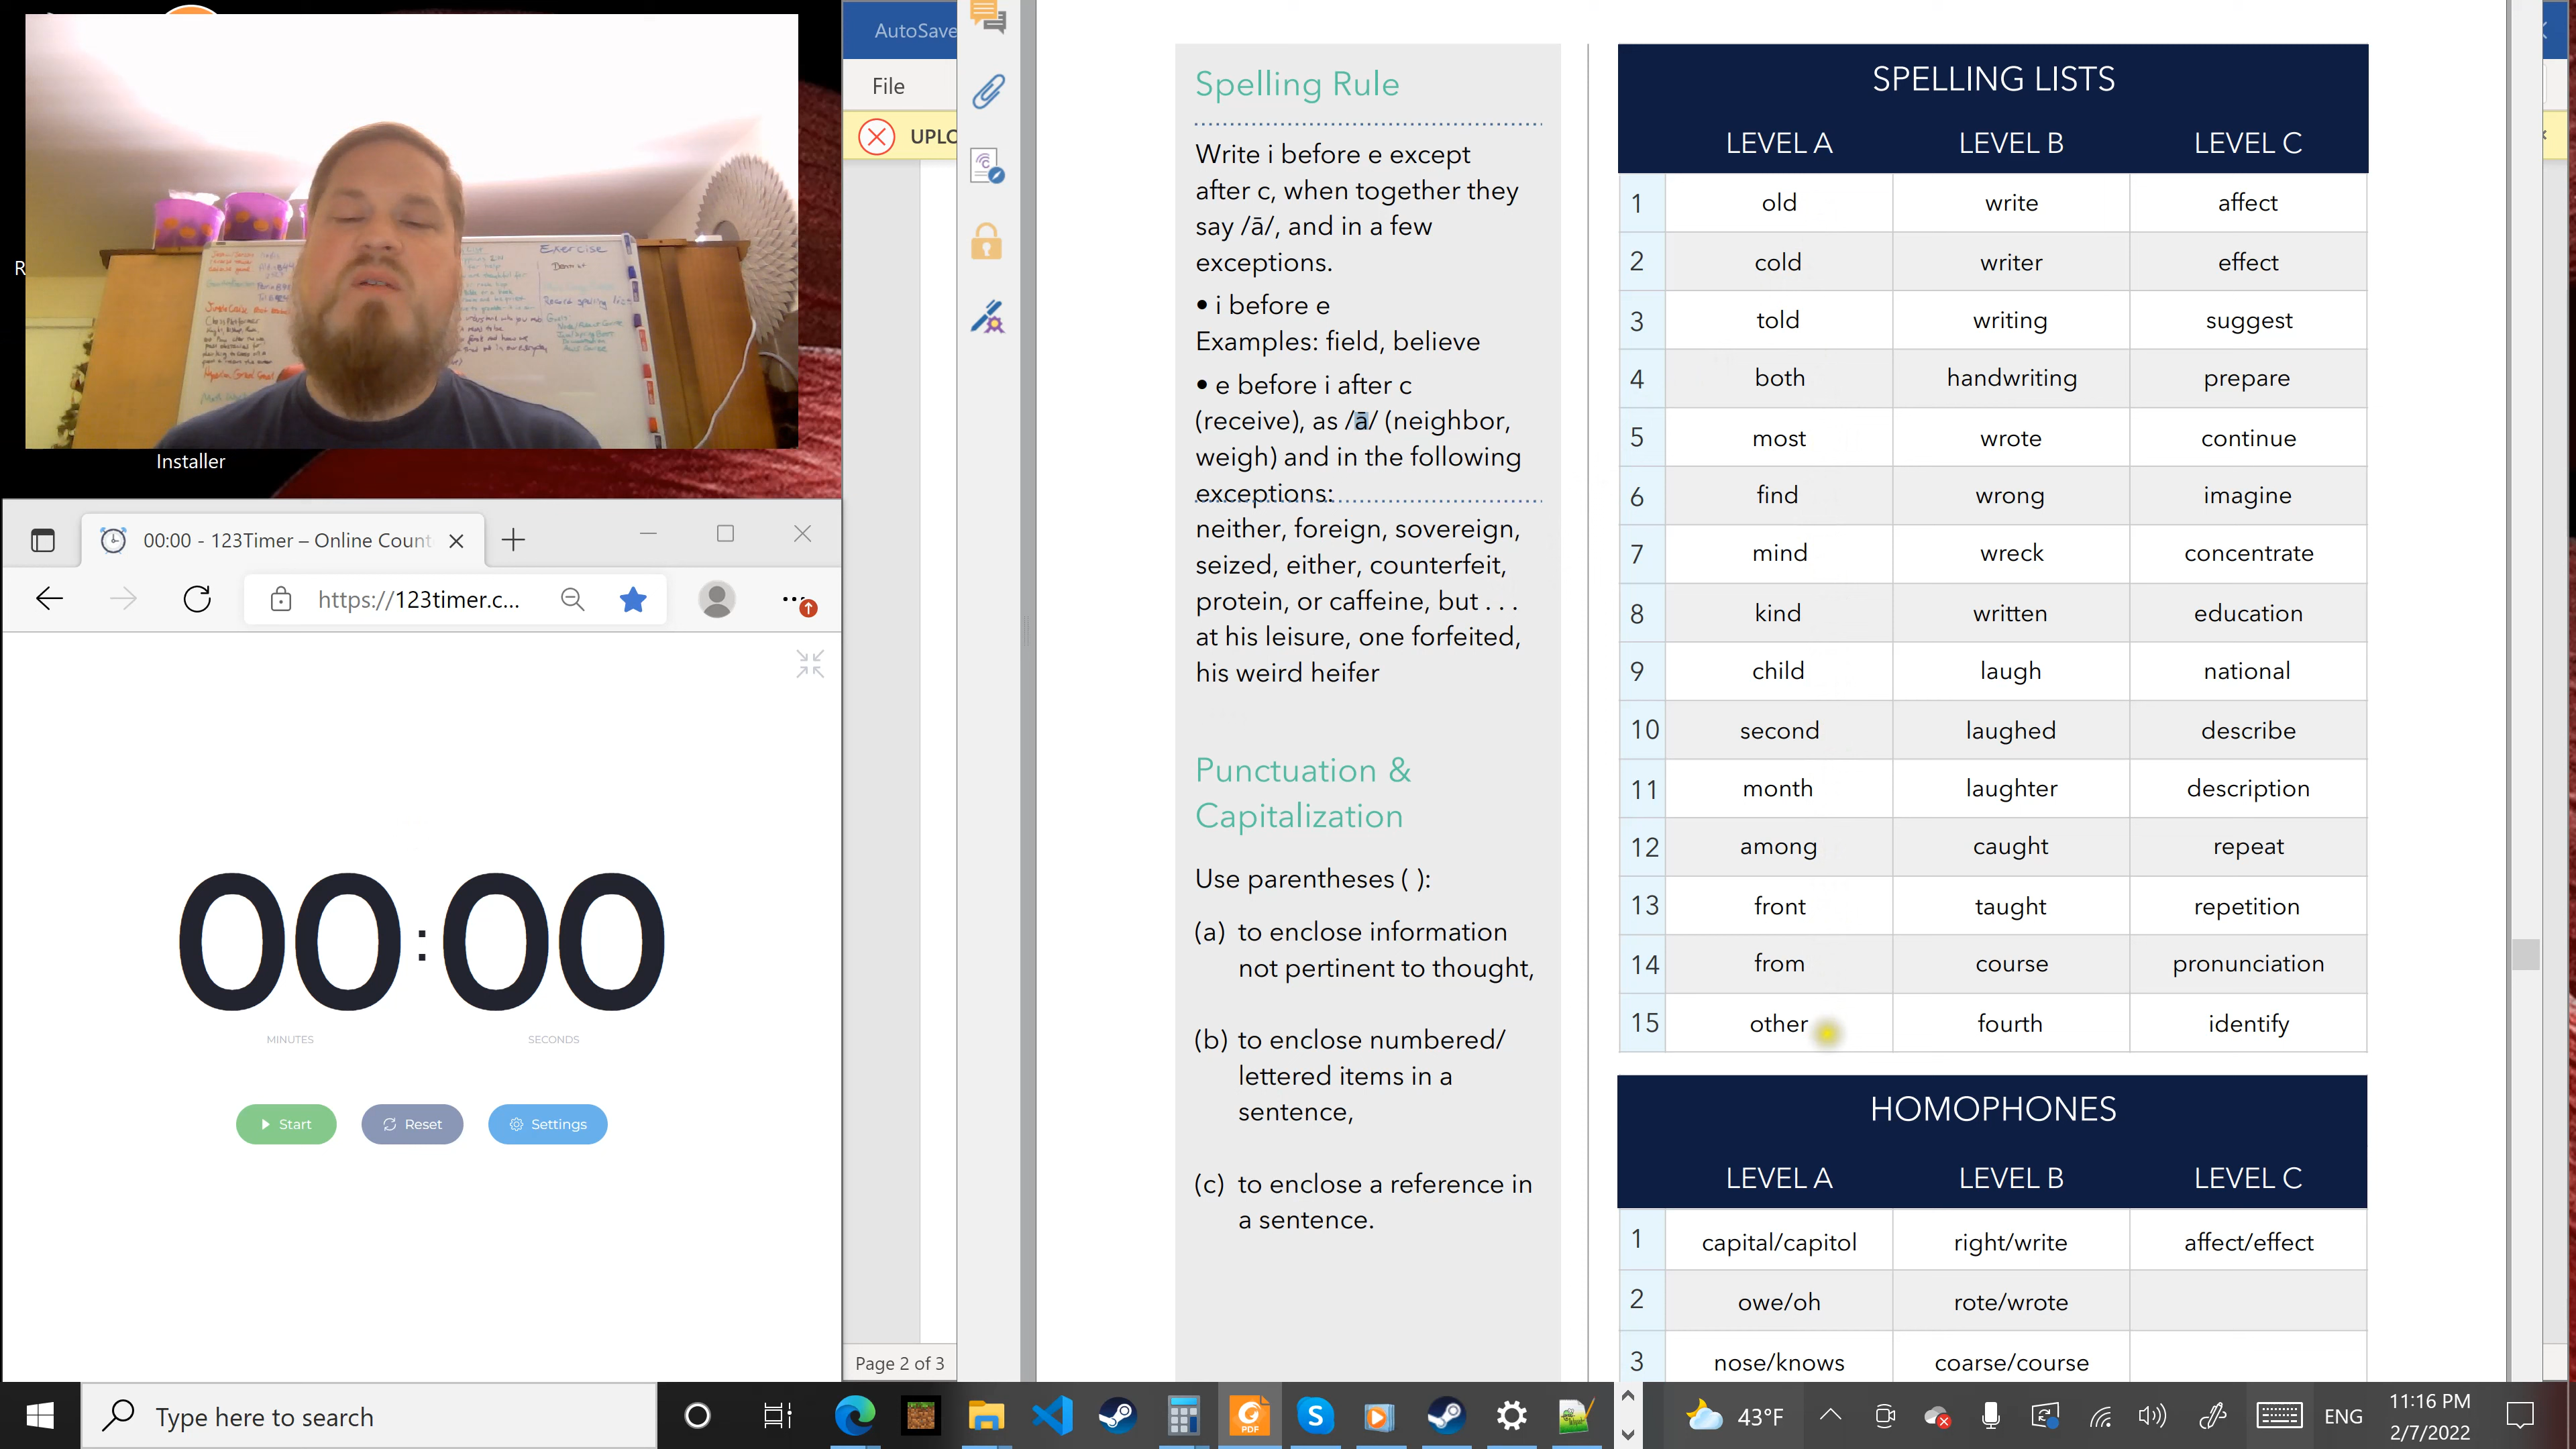 R
Installer
Exercise
00:00 - 123Timer – Online Count
https://123timer.c...
00:00
MINUTES
SECONDS
Start
Reset
Settings
AutoSave
File
UPLO
Page 2 of 3
Spelling Rule
Write i before e except
after c, when together they
say /ā/, and in a few
exceptions.
• i before e
Examples: field, believe
• e before i after c
(receive), as /ā/ (neighbor,
weigh) and in the following
exceptions:
neither, foreign, sovereign,
seized, either, counterfeit,
protein, or caffeine, but . . .
at his leisure, one forfeited,
his weird heifer
Punctuation &
Capitalization
Use parentheses ( ):
(a) to enclose information
not pertinent to thought,
(b) to enclose numbered/
lettered items in a
sentence,
(c) to enclose a reference in
a sentence.
SPELLING LISTS
LEVEL A LEVEL B LEVEL C
1 old write affect
2 cold writer effect
3 told writing suggest
4 both handwriting prepare
5 most wrote continue
6 find wrong imagine
7 mind wreck concentrate
8 kind written education
9 child laugh national
10 second laughed describe
11 month laughter description
12 among caught repeat
13 front taught repetition
14 from course pronunciation
15 other fourth identify
HOMOPHONES
LEVEL A LEVEL B LEVEL C
1 capital/capitol right/write affect/effect
2 owe/oh rote/wrote
3 nose/knows coarse/course
Type here to search
PDF
43°F
ENG
11:16 PM
2/7/2022